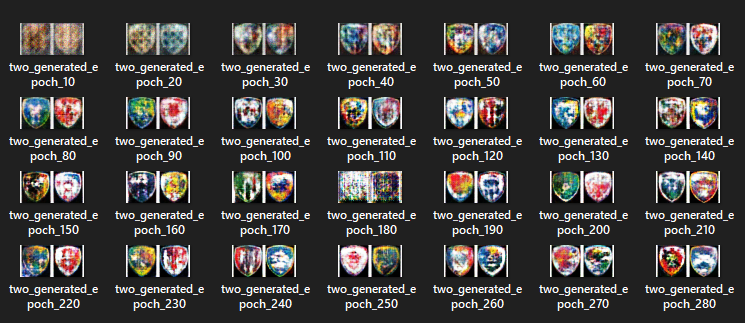 two_generated_e two_generated_e two_generated_e two_generated_e two_generated_e two_generated_e two_generated_e
poch_10 poch_20 poch_30 poch_40 poch_50 poch_60 poch_70
two_generated_e two_generated_e two_generated_e two_generated_e two_generated_e two_generated_e two_generated_e
poch_80 poch_90 poch_100 poch_110 poch_120 poch_130 poch_140
two_generated_e two_generated_e two_generated_e two_generated_e two_generated_e two_generated_e two_generated_e
poch_150 poch_160 poch_170 poch_180 poch_190 poch_200 poch_210
two_generated_e two_generated_e two_generated_e two_generated_e two_generated_e two_generated_e two_generated_e
poch_220 poch_230 poch_240 poch_250 poch_260 poch_270 poch_280